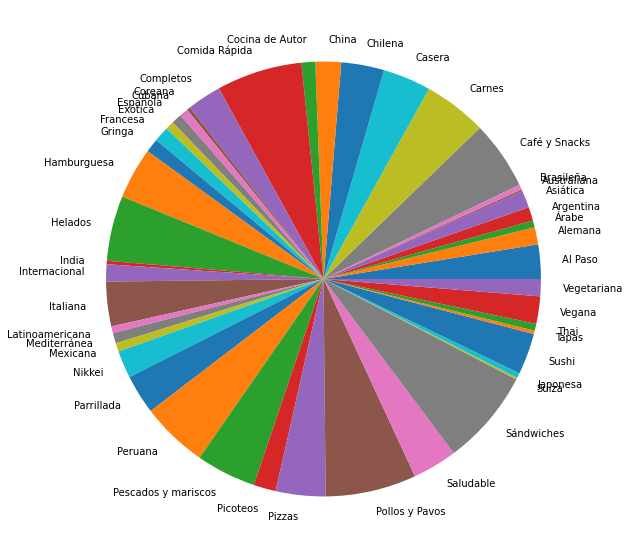 Al Paso
Alemana
Árabe
Argentina
Asiática
Australiana
Brasileña
Café y Snacks
Carnes
Casera
Chilena
China
Cocina de Autor
Comida Rápida
Completos
Coreana
Cubana
Española
Exótica
Francesa
Gringa
Hamburguesa
Helados
India
Internacional
Italiana
Latinoamericana
Mediterránea
Mexicana
Nikkei
Parrillada
Peruana
Pescados y mariscos
Picoteos
Pizzas
Pollos y Pavos
Saludable
Sándwiches
Suiza
Japonesa
Sushi
Tapas
Thai
Vegana
Vegetariana